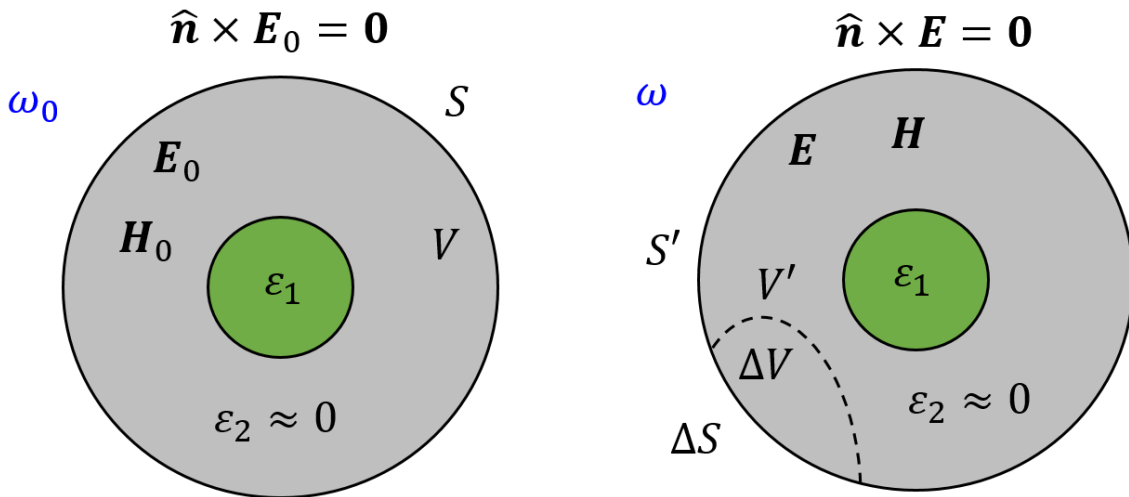 n̂ × E₀ = 0
ω₀
S
E₀
H₀
V
ε₁
ε₂ ≈ 0
n̂ × E = 0
ω
E
H
S′
V′
ε₁
ΔV
ε₂ ≈ 0
ΔS